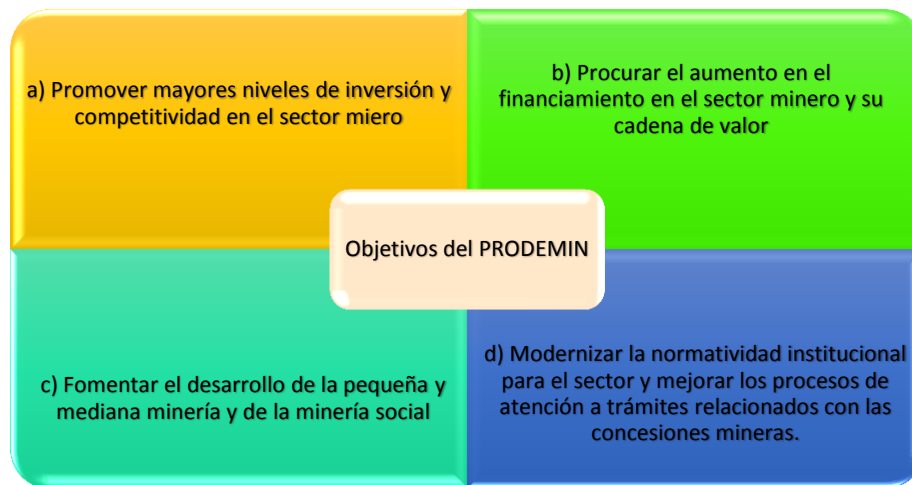 a) Promover mayores niveles de inversión y
competitividad en el sector miero
b) Procurar el aumento en el
financiamiento en el sector minero y su
cadena de valor
Objetivos del PRODEMIN
c) Fomentar el desarrollo de la pequeña y
mediana minería y de la minería social
d) Modernizar la normatividad institucional
para el sector y mejorar los procesos de
atención a trámites relacionados con las
concesiones mineras.